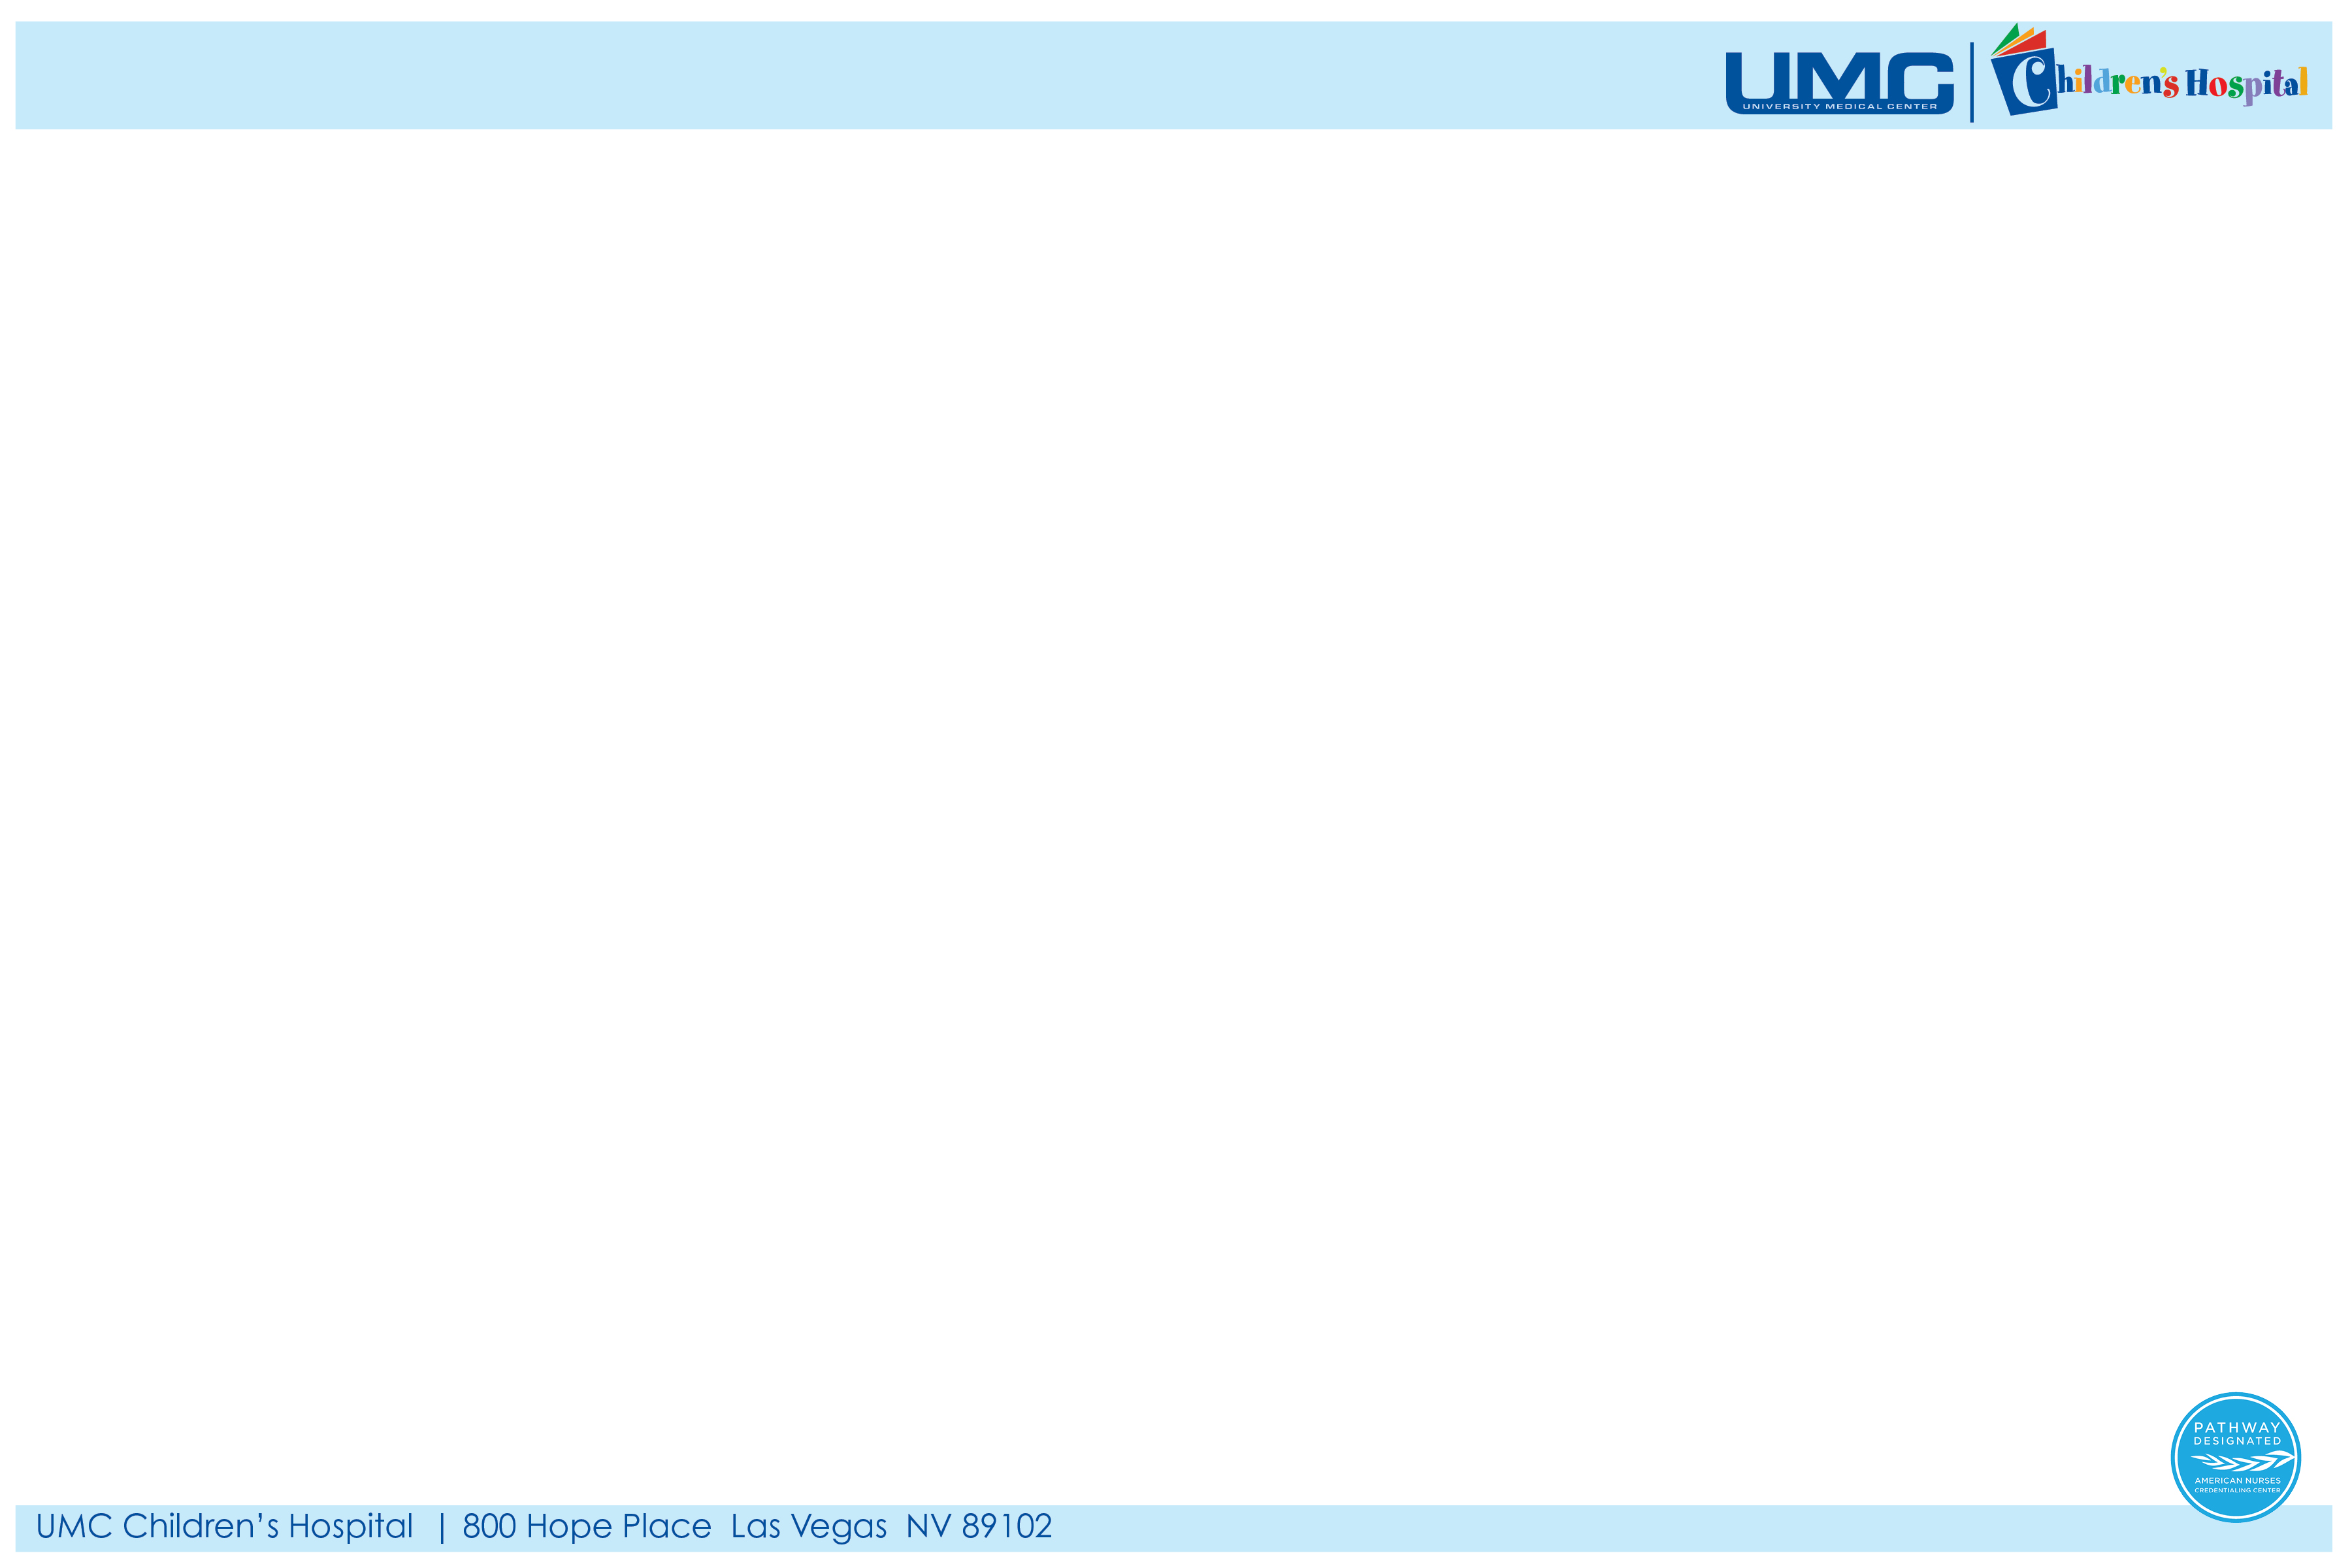 UMC | Children's Hospital
UNIVERSITY MEDICAL CENTER
PATHWAY
DESIGNATED
AMERICAN NURSES
CREDENTIALING CENTER
UMC Children's Hospital | 800 Hope Place Las Vegas NV 89102